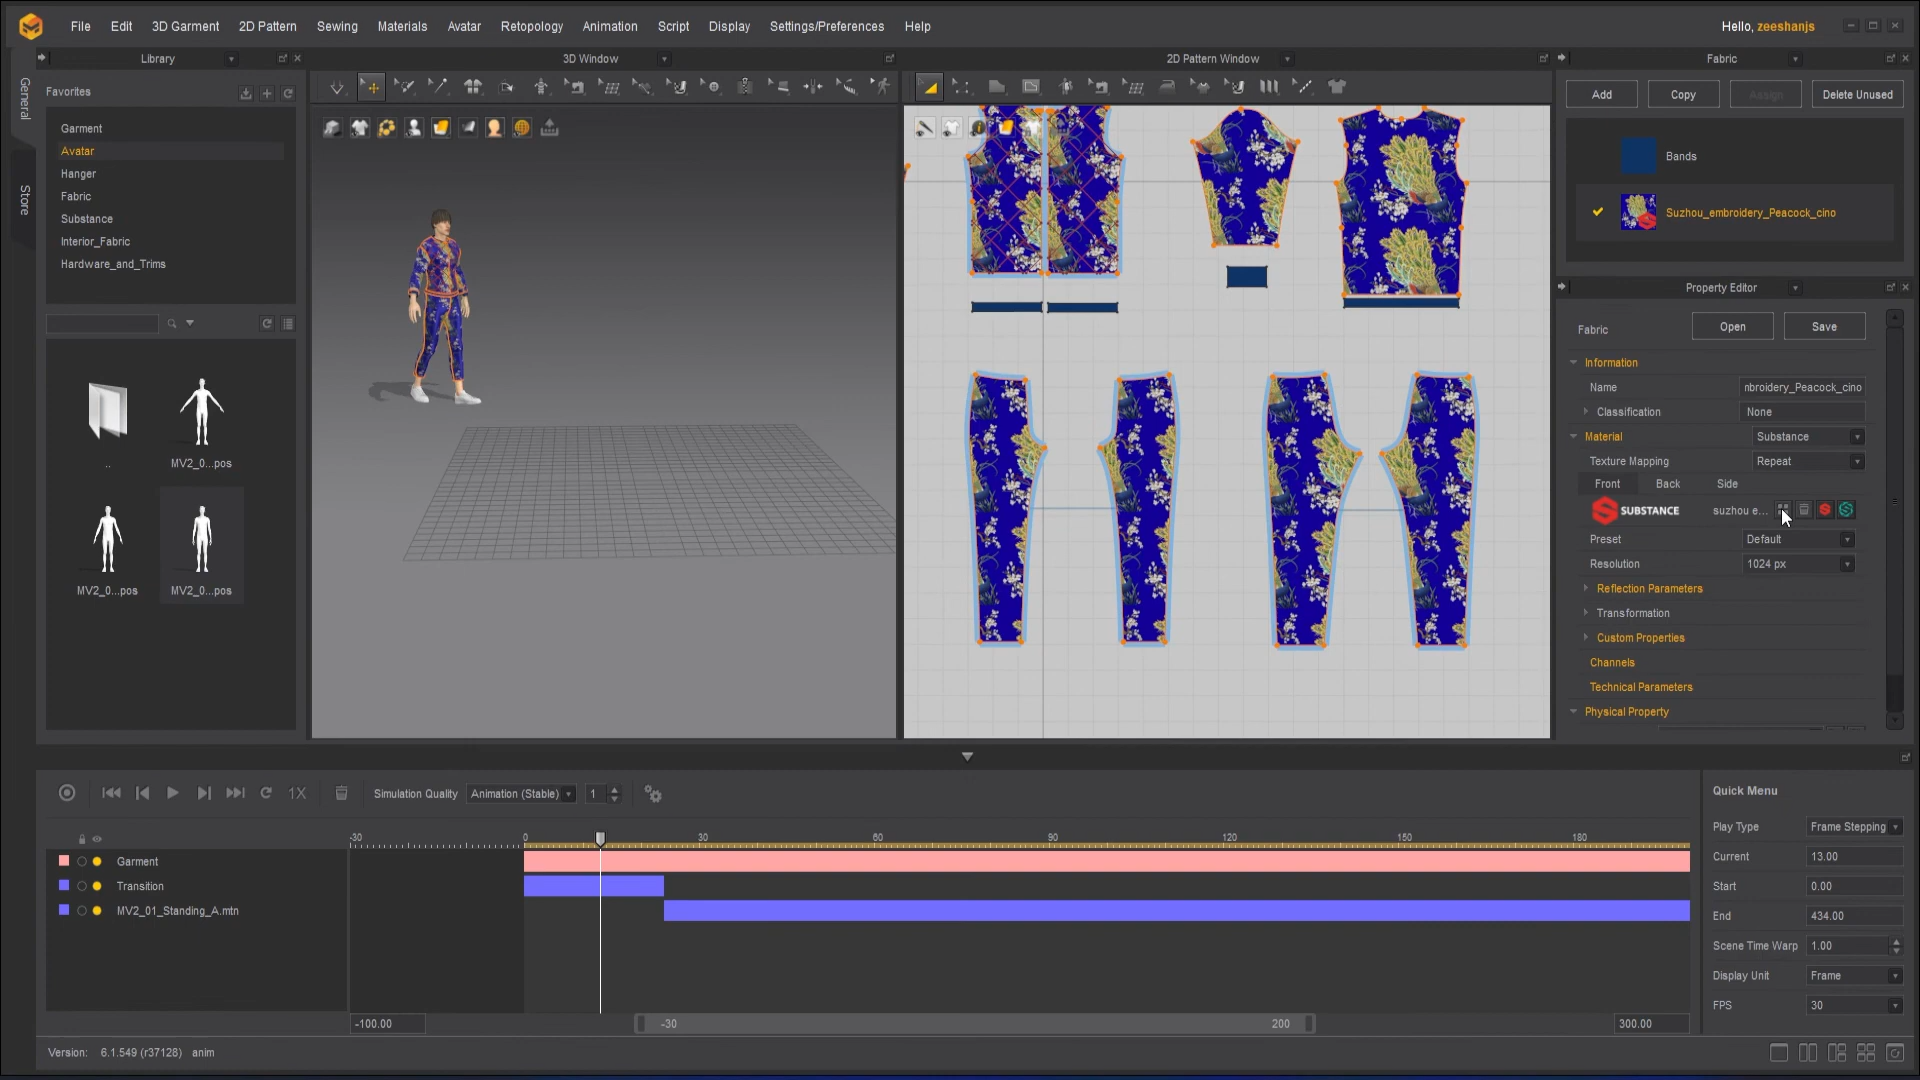 File Edit 3D Garment 2D Pattern Sewing Materials Avatar Retopology Animation Script Display Settings/Preferences Help
Hello, zeeshanjs
Library
3D Window
2D Pattern Window
Fabric
General
Store
Favorites
Garment
Avatar
Hanger
Fabric
Substance
Interior_Fabric
Hardware_and_Trims
..
MV2_0...pos
MV2_0...pos
MV2_0...pos
Add Copy Assign Delete Unused
Bands
Suzhou_embroidery_Peacock_cino
Property Editor
Fabric Open Save
Information
Name nbroidery_Peacock_cino
Classification None
Material Substance
Texture Mapping Repeat
Front Back Side
SUBSTANCE suzhou e...
Preset Default
Resolution 1024 px
Reflection Parameters
Transformation
Custom Properties
Channels
Technical Parameters
Physical Property
1X Simulation Quality Animation (Stable) 1
-30 0 30 60 90 120 150 180
Garment
Transition
MV2_01_Standing_A.mtn
-100.00 -30 200 300.00
Quick Menu
Play Type Frame Stepping
Current 13.00
Start 0.00
End 434.00
Scene Time Warp 1.00
Display Unit Frame
FPS 30
Version: 6.1.549 (r37128) anim